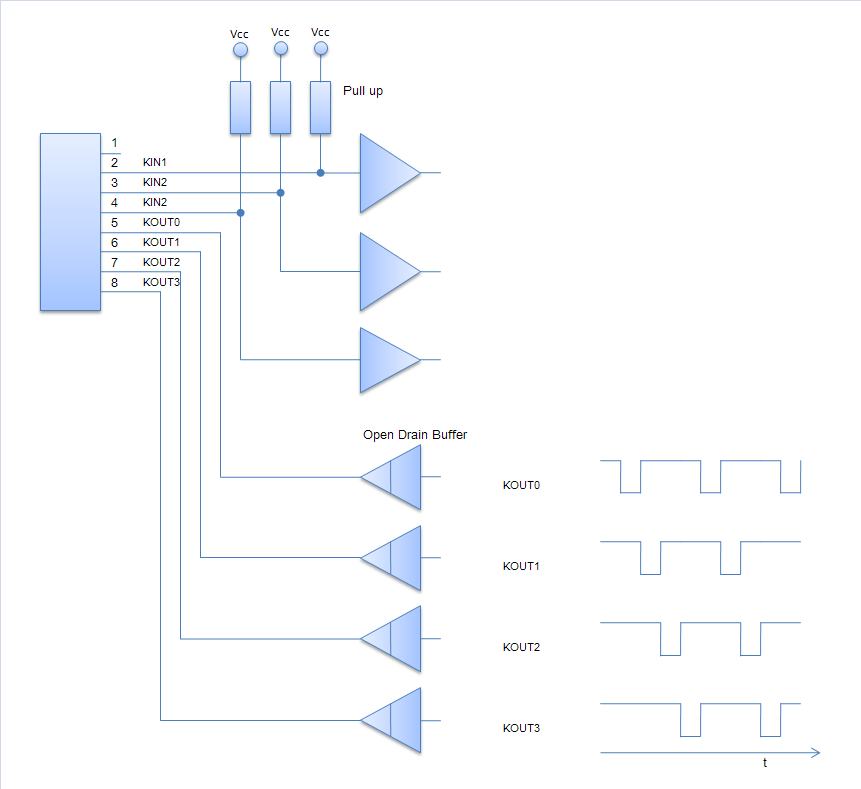 Vcc Vcc Vcc
Pull up
1
2 KIN1
3 KIN2
4 KIN2
5 KOUT0
6 KOUT1
7 KOUT2
8 KOUT3
Open Drain Buffer
KOUT0
KOUT1
KOUT2
KOUT3
t